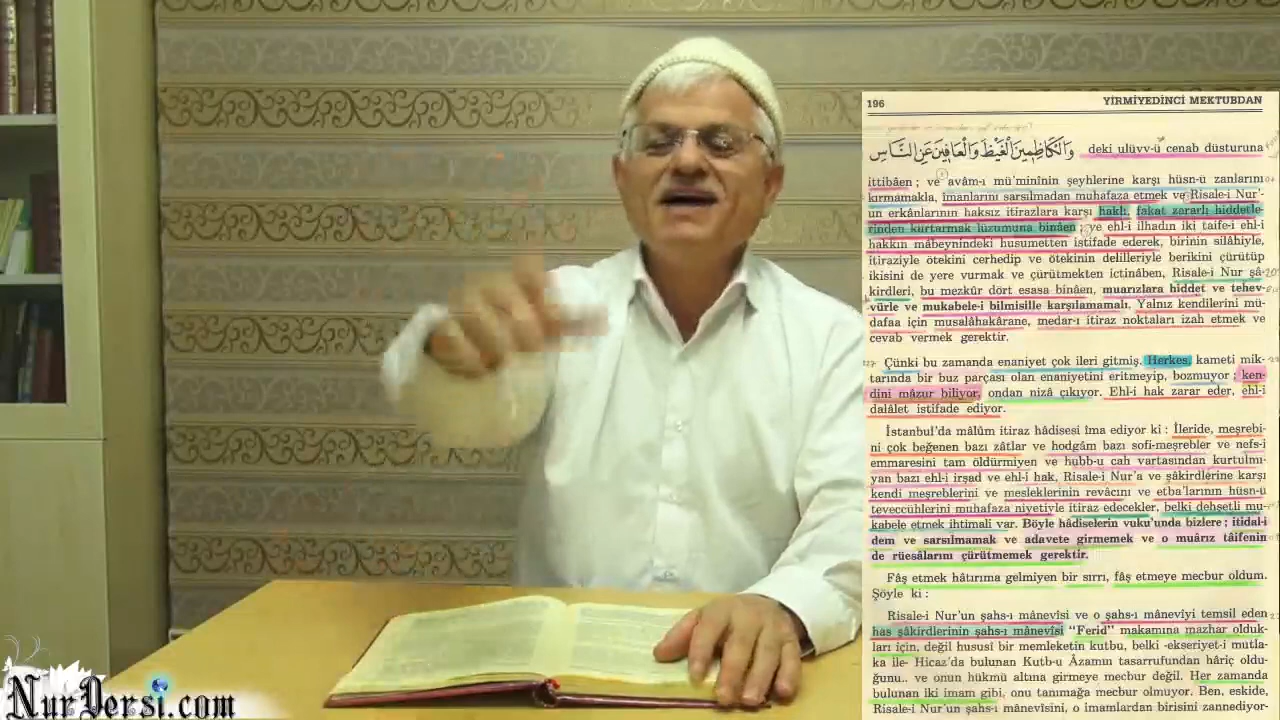 196 YİRMİYEDİNCİ MEKTUBDAN
وَالْكَاظِمِينَ الْغَيْظَ وَالْعَافِينَ عَنِ النَّاسِ deki ulüvv-ü cenab düsturuna
ittibâen ; ve avâm-ı mü'mininin şeyhlerine karşı hüsn-ü zanlarını
kırmamakla, imanlarını sarsılmadan muhafaza etmek ve Risale-i Nur'-
un erkânlarının haksız itirazlara karşı haklı, fakat zararlı hiddetle-
rinden kurtarmak lüzumuna binâen ; ve ehl-i ilhadın iki taife-i ehl-i
hakkın mâbeynindeki husumetten istifade ederek, birinin silâhiyle,
itiraziyle ötekini cerhedip ve ötekinin delilleriyle berikini çürütüp
ikisini de yere vurmak ve çürütmekten ictinâben, Risale-i Nur şâ-
kirdleri, bu mezkûr dört esasa binâen, muarızlara hiddet ve tehev-
vürle ve mukabele-i bilmisille karşılamamalı. Yalnız kendilerini mü-
dafaa için musalâhakârane, medar-ı itiraz noktaları izah etmek ve
cevab vermek gerektir.
Çünki bu zamanda enaniyet çok ileri gitmiş. Herkes, kameti mik-
tarında bir buz parçası olan enaniyetini eritmeyip, bozmuyor ; ken-
dini mâzur biliyor, ondan nizâ çıkıyor. Ehl-i hak zarar eder, ehl-i
dalâlet istifade ediyor.
İstanbul'da mâlûm itiraz hâdisesi îma ediyor ki : İleride, meşrebi-
ni çok beğenen bazı zâtlar ve hodgâm bazı sofi-meşrebler ve nefs-i
emmaresini tam öldürmiyen ve hubb-u cah vartasından kurtulmı-
yan bazı ehl-i irşad ve ehl-i hak, Risale-i Nur'a ve şâkirdlerine karşı
kendi meşreblerini ve mesleklerinin revâcını ve etba'larının hüsn-ü
teveccühlerini muhafaza niyetiyle itiraz edecekler, belki dehşetli mu-
kabele etmek ihtimali var. Böyle hâdiselerin vuku'unda bizlere ; itidal-i
dem ve sarsılmamak ve adavete girmemek ve o muârız tâifenin
de rüesâlarını çürütmemek gerektir.
Fâş etmek hâtırıma gelmiyen bir sırrı, fâş etmeye mecbur oldum.
Şöyle ki :
Risale-i Nur'un şahs-ı mânevîsi ve o şahs-ı mânevîyi temsil eden
has şâkirdlerinin şahs-ı mânevîsi "Ferid" makamına mazhar olduk-
ları için, değil hususî bir memleketin kutbu, belki -ekseriyet-i mutla-
ka ile- Hicaz'da bulunan Kutb-u Âzamın tasarrufundan hâriç oldu-
ğunu.. ve onun hükmü altına girmeye mecbur değil. Her zamanda
bulunan iki imam gibi, onu tanımağa mecbur olmuyor. Ben, eskide,
Risale-i Nur'un şahs-ı mânevîsini, o imamlardan birisini zannediyor-
NurDersi.com